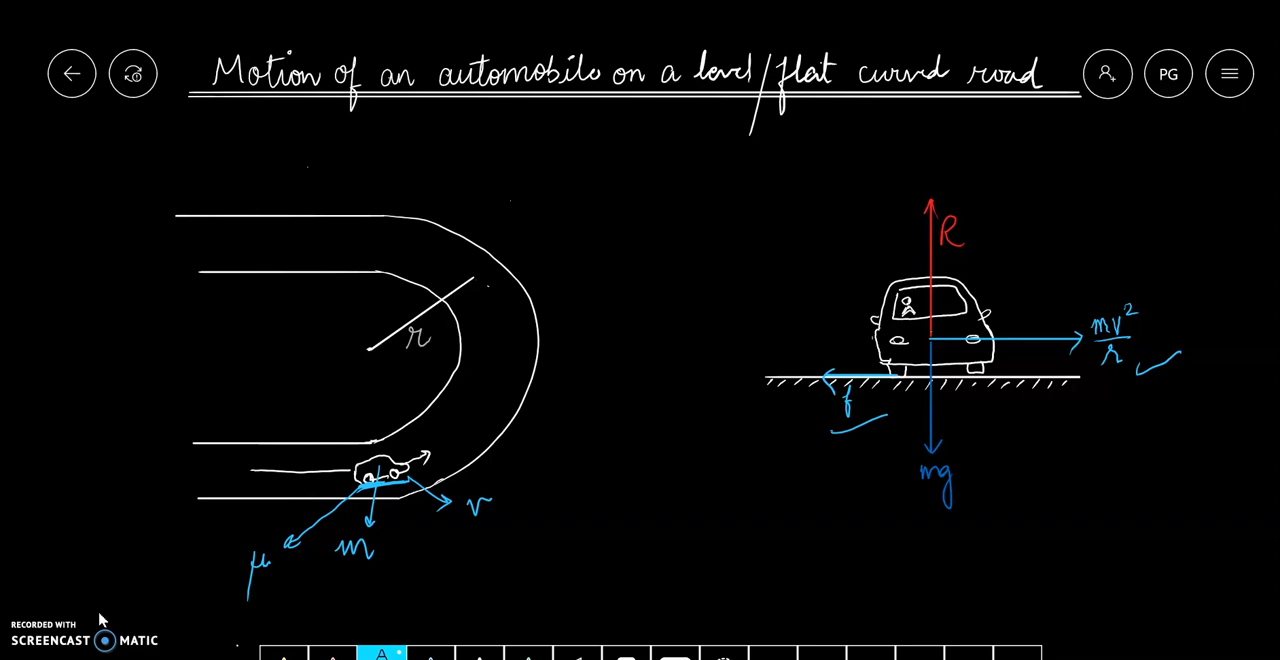 Motion of an automobile on a level/flat curved road
PG
R
r
mv²/r
f
mg
v
m
μ
RECORDED WITH
SCREENCAST MATIC
A